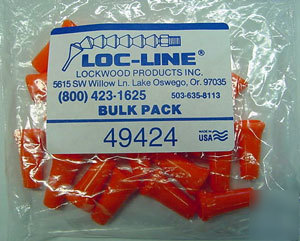 LOC-LINE®
LOCKWOOD PRODUCTS INC.
5615 SW Willow Ln. Lake Oswego, Or. 97035
(800) 423-1625 503-635-8113
BULK PACK
49424
MADE IN
USA